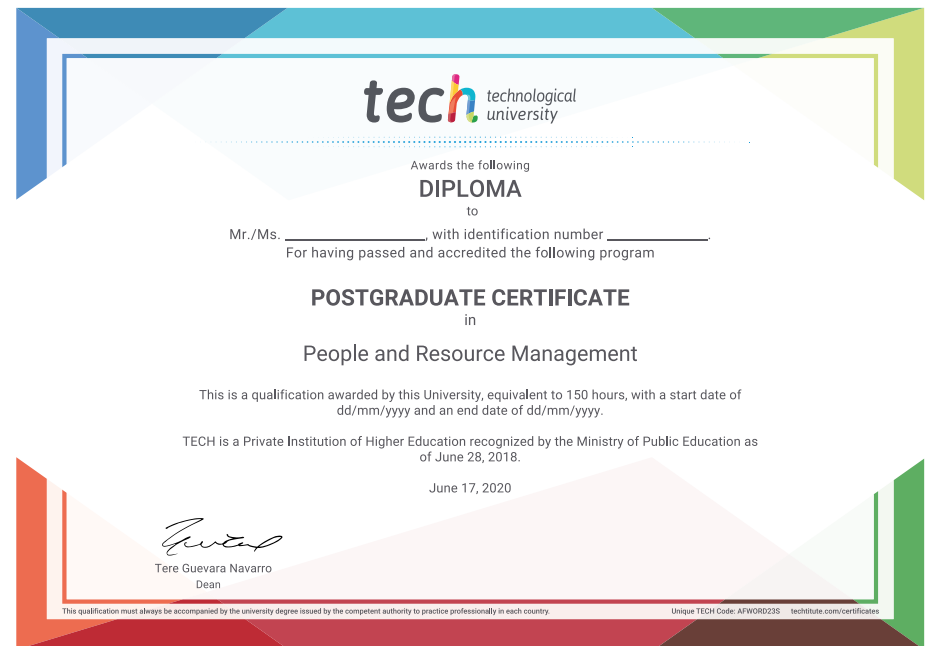 tech technological
university
Awards the following
DIPLOMA
to
Mr./Ms. ____________________, with identification number ______________.
For having passed and accredited the following program
POSTGRADUATE CERTIFICATE
in
People and Resource Management
This is a qualification awarded by this University, equivalent to 150 hours, with a start date of
dd/mm/yyyy and an end date of dd/mm/yyyy.
TECH is a Private Institution of Higher Education recognized by the Ministry of Public Education as
of June 28, 2018.
June 17, 2020
Tere Guevara Navarro
Dean
This qualification must always be accompanied by the university degree issued by the competent authority to practice professionally in each country. Unique TECH Code: AFWORD23S techtitute.com/certificates